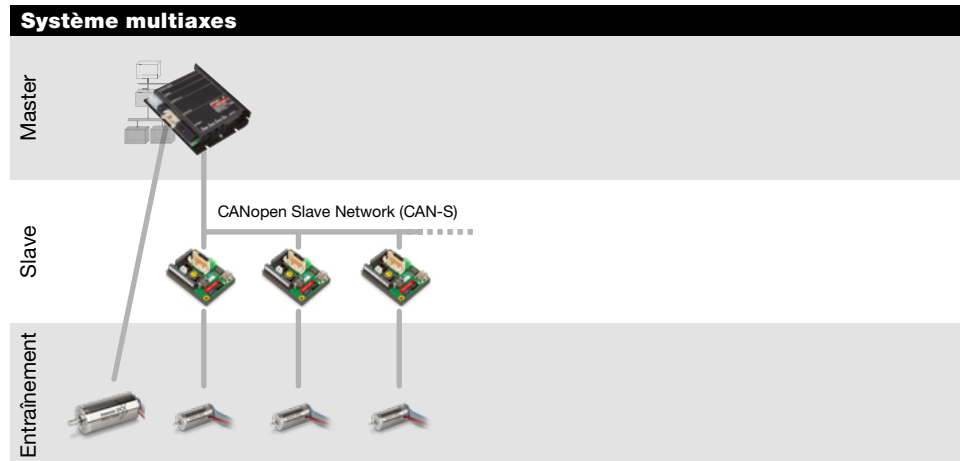 Système multiaxes
Master
CANopen Slave Network (CAN-S)
Slave
Entraînement